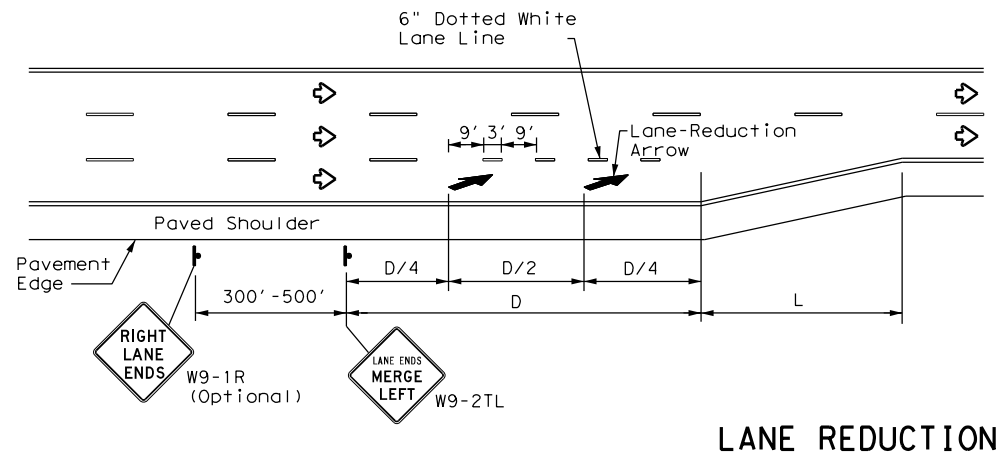 6" Dotted White
Lane Line
9' 3' 9'
Lane-Reduction
Arrow
Paved Shoulder
Pavement
Edge
D/4 D/2 D/4
300'-500' D L
RIGHT
LANE
ENDS
W9-1R
(Optional)
LANE ENDS
MERGE
LEFT
W9-2TL
LANE REDUCTION